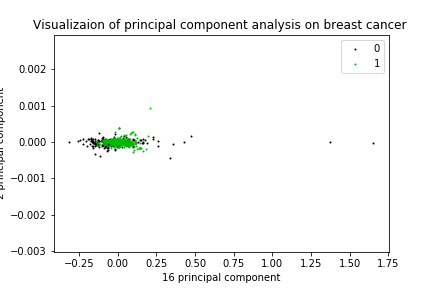 Visualizaion of principal component analysis on breast cancer
0
1
0.002
0.001
0.000
−0.001
−0.002
−0.003
principal component
−0.25 0.00 0.25 0.50 0.75 1.00 1.25 1.50 1.75
16 principal component